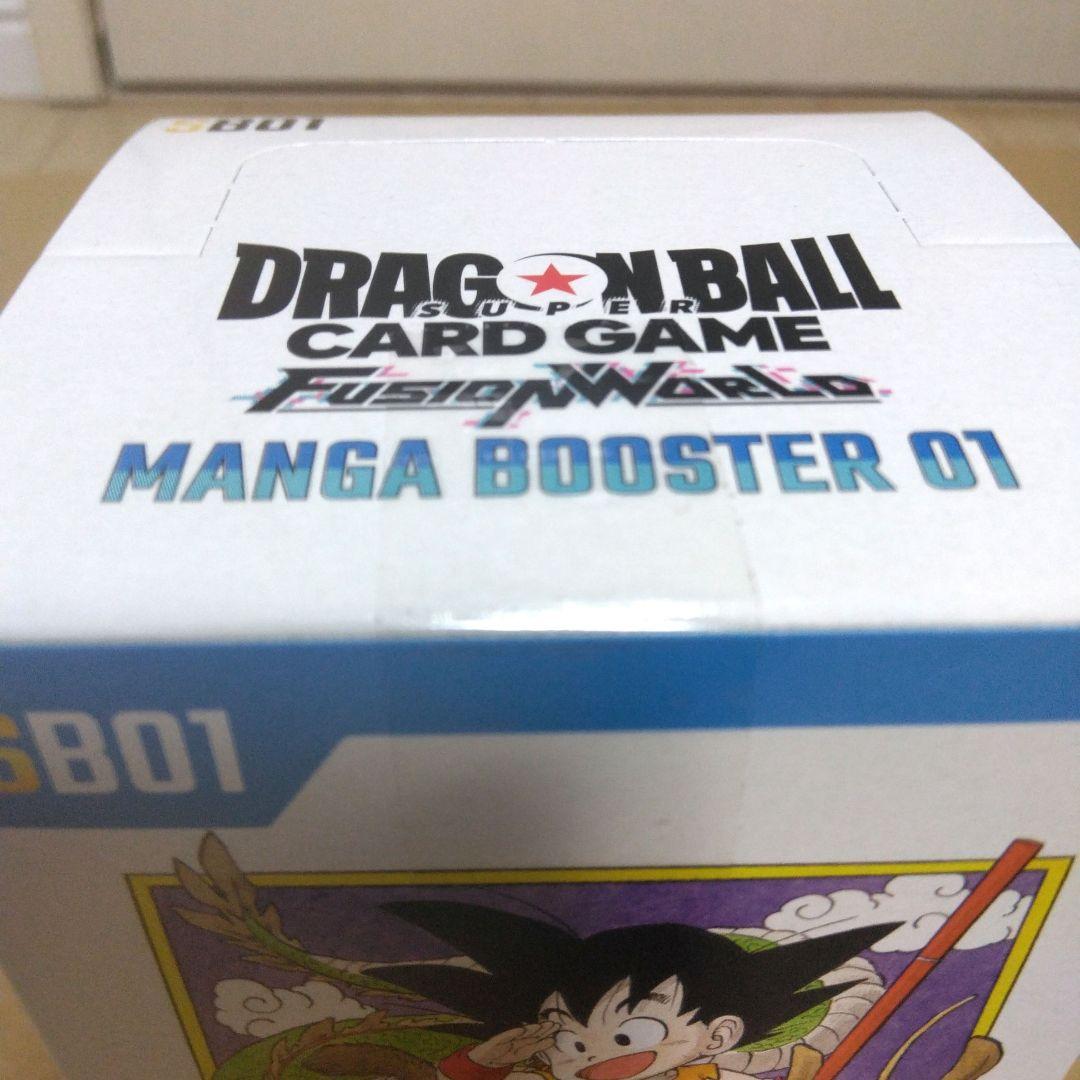 SB01
DRAGON BALL
SUPER
CARD GAME
FUSION WORLD
MANGA BOOSTER 01
SB01